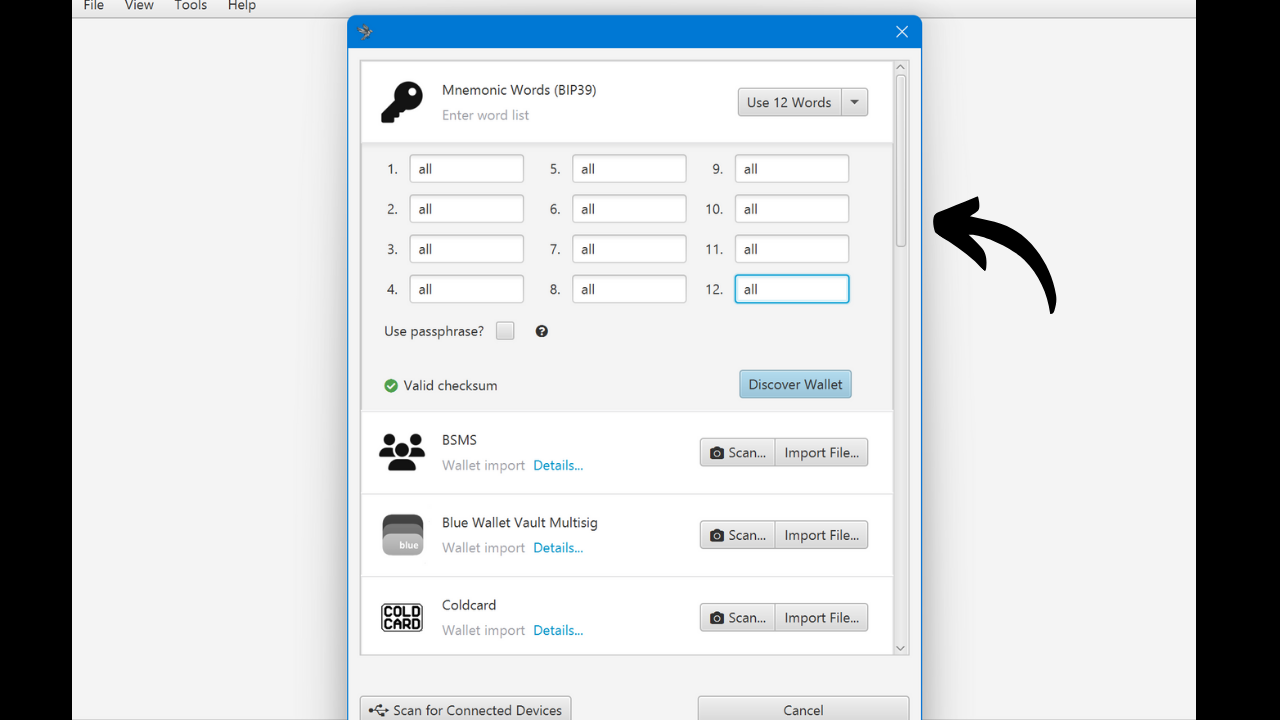 File View Tools Help
Mnemonic Words (BIP39)
Enter word list
Use 12 Words
1. all 5. all 9. all
2. all 6. all 10. all
3. all 7. all 11. all
4. all 8. all 12. all
Use passphrase?
Valid checksum
Discover Wallet
BSMS
Wallet import Details...
Scan... Import File...
Blue Wallet Vault Multisig
blue
Wallet import Details...
Scan... Import File...
Coldcard
COLD
CARD
Wallet import Details...
Scan... Import File...
Scan for Connected Devices Cancel